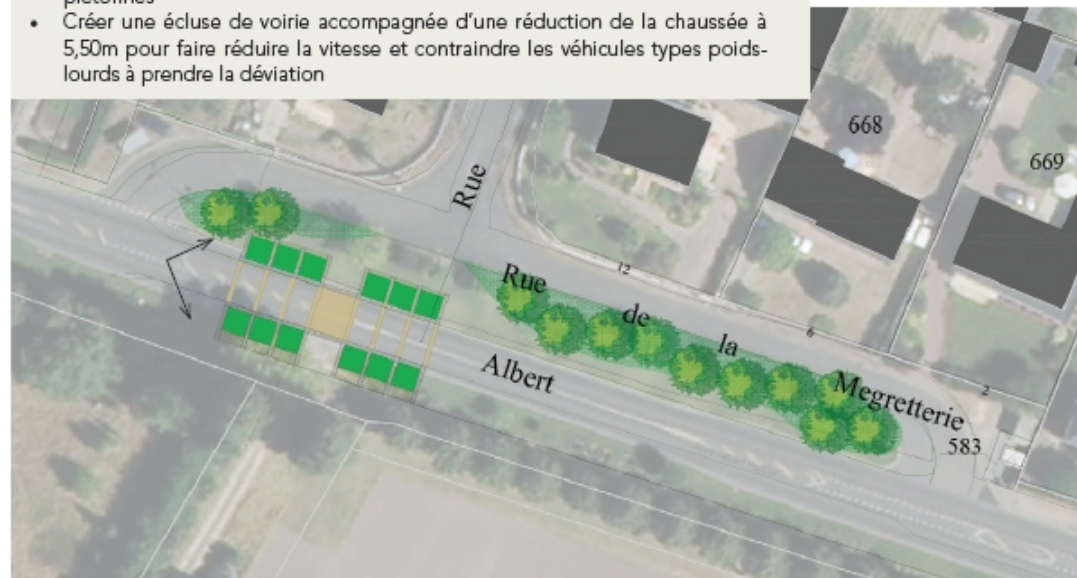 • Créer une écluse de voirie accompagnée d’une réduction de la chaussée à
5,50m pour faire réduire la vitesse et contraindre les véhicules types poids-
lourds à prendre la déviation
668
669
Rue
12
Rue
de
la
6
Albert
2
Megretterie
583